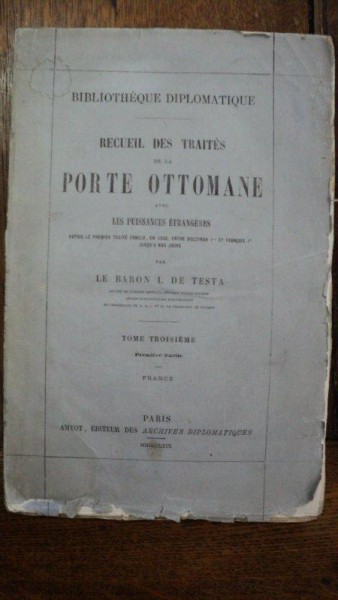 BIBLIOTHÈQUE DIPLOMATIQUE
RECUEIL DES TRAITÉS
DE LA
PORTE OTTOMANE
AVEC
LES PUISSANCES ÉTRANGÈRES
DEPUIS LE PREMIER TRAITÉ CONCLU, EN 1536, ENTRE SULÉYMAN Ier ET FRANÇOIS Ier
JUSQU'A NOS JOURS
PAR
LE BARON I. DE TESTA
TOME TROISIÈME
Première Partie
FRANCE
PARIS
AMYOT, ÉDITEUR DES ARCHIVES DIPLOMATIQUES